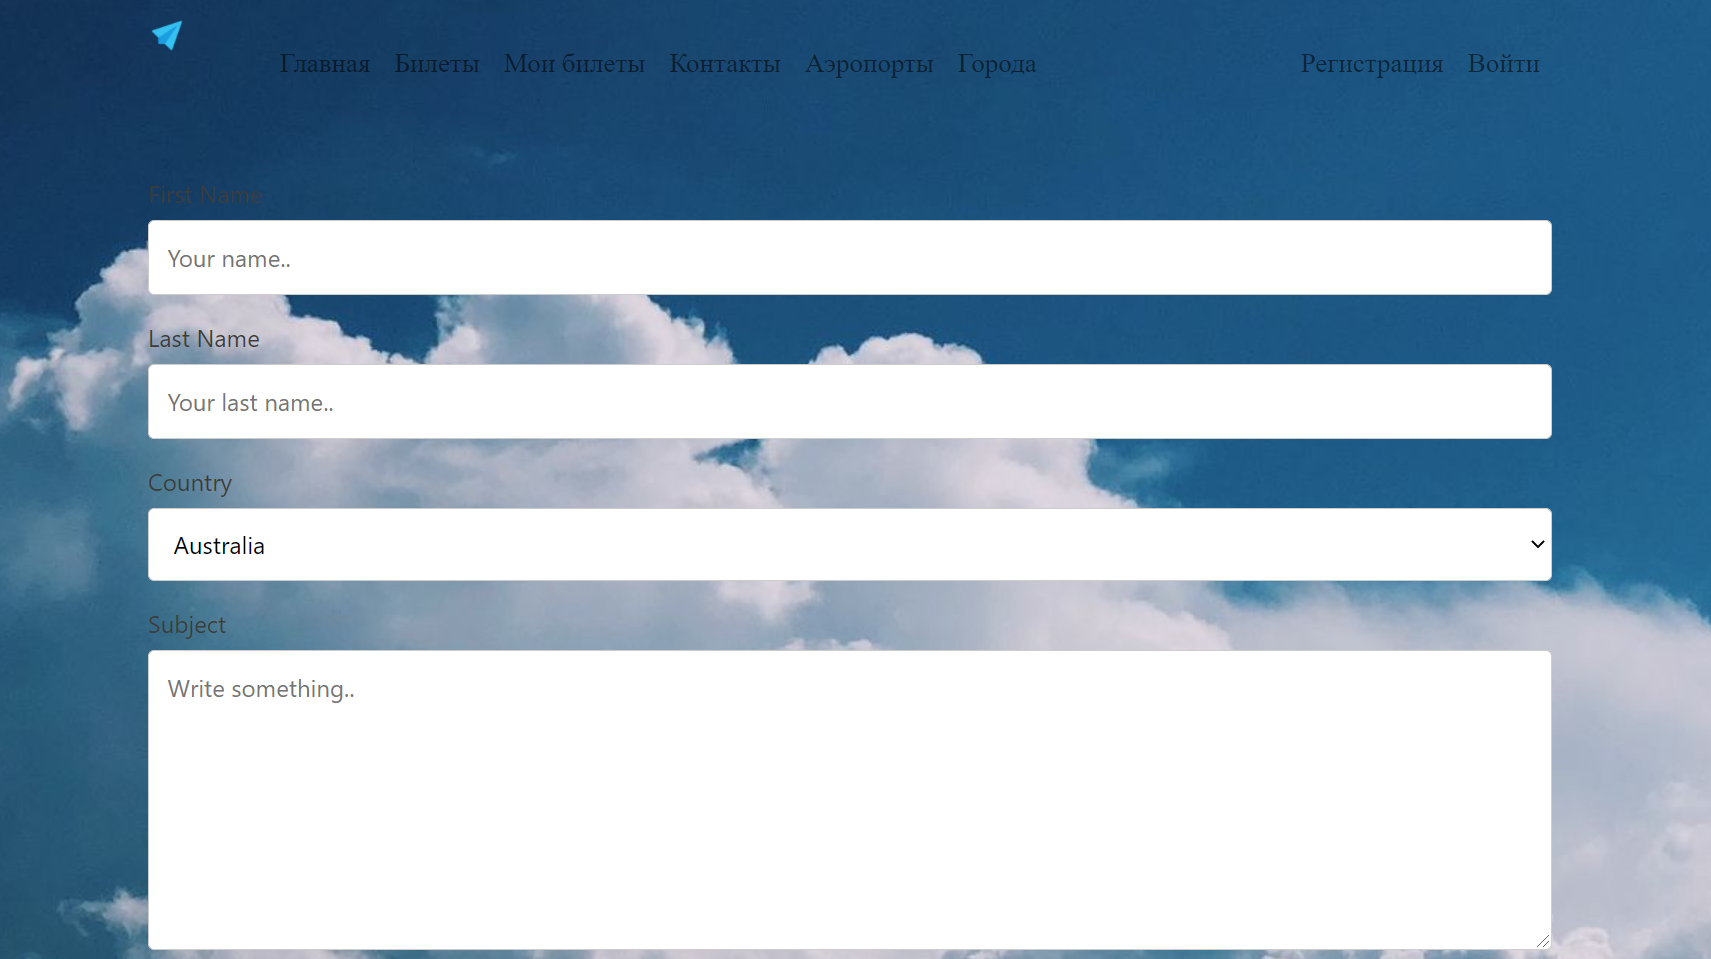 Главная Билеты Мои билеты Контакты Аэропорты Города Регистрация Войти
First Name
Your name..
Last Name
Your last name..
Country
Australia
Subject
Write something..